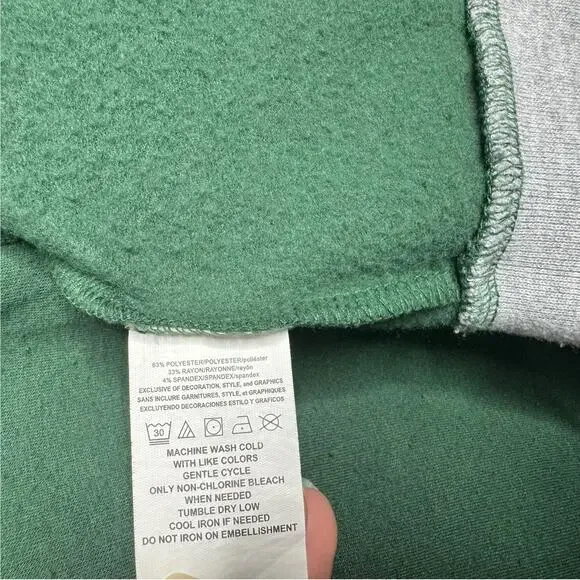 63% POLYESTER/POLYESTER/poliéster
33% RAYON/RAYONNE/reyón
4% SPANDEX/SPANDEX/spandex
EXCLUSIVE OF DECORATION, STYLE, and GRAPHICS
SANS INCLURE GARNITURES, STYLE, et GRAPHIQUES
EXCLUYENDO DECORACIONES ESTILO Y GRAFICOS
30
MACHINE WASH COLD
WITH LIKE COLORS
GENTLE CYCLE
ONLY NON-CHLORINE BLEACH
WHEN NEEDED
TUMBLE DRY LOW
COOL IRON IF NEEDED
DO NOT IRON ON EMBELLISHMENT